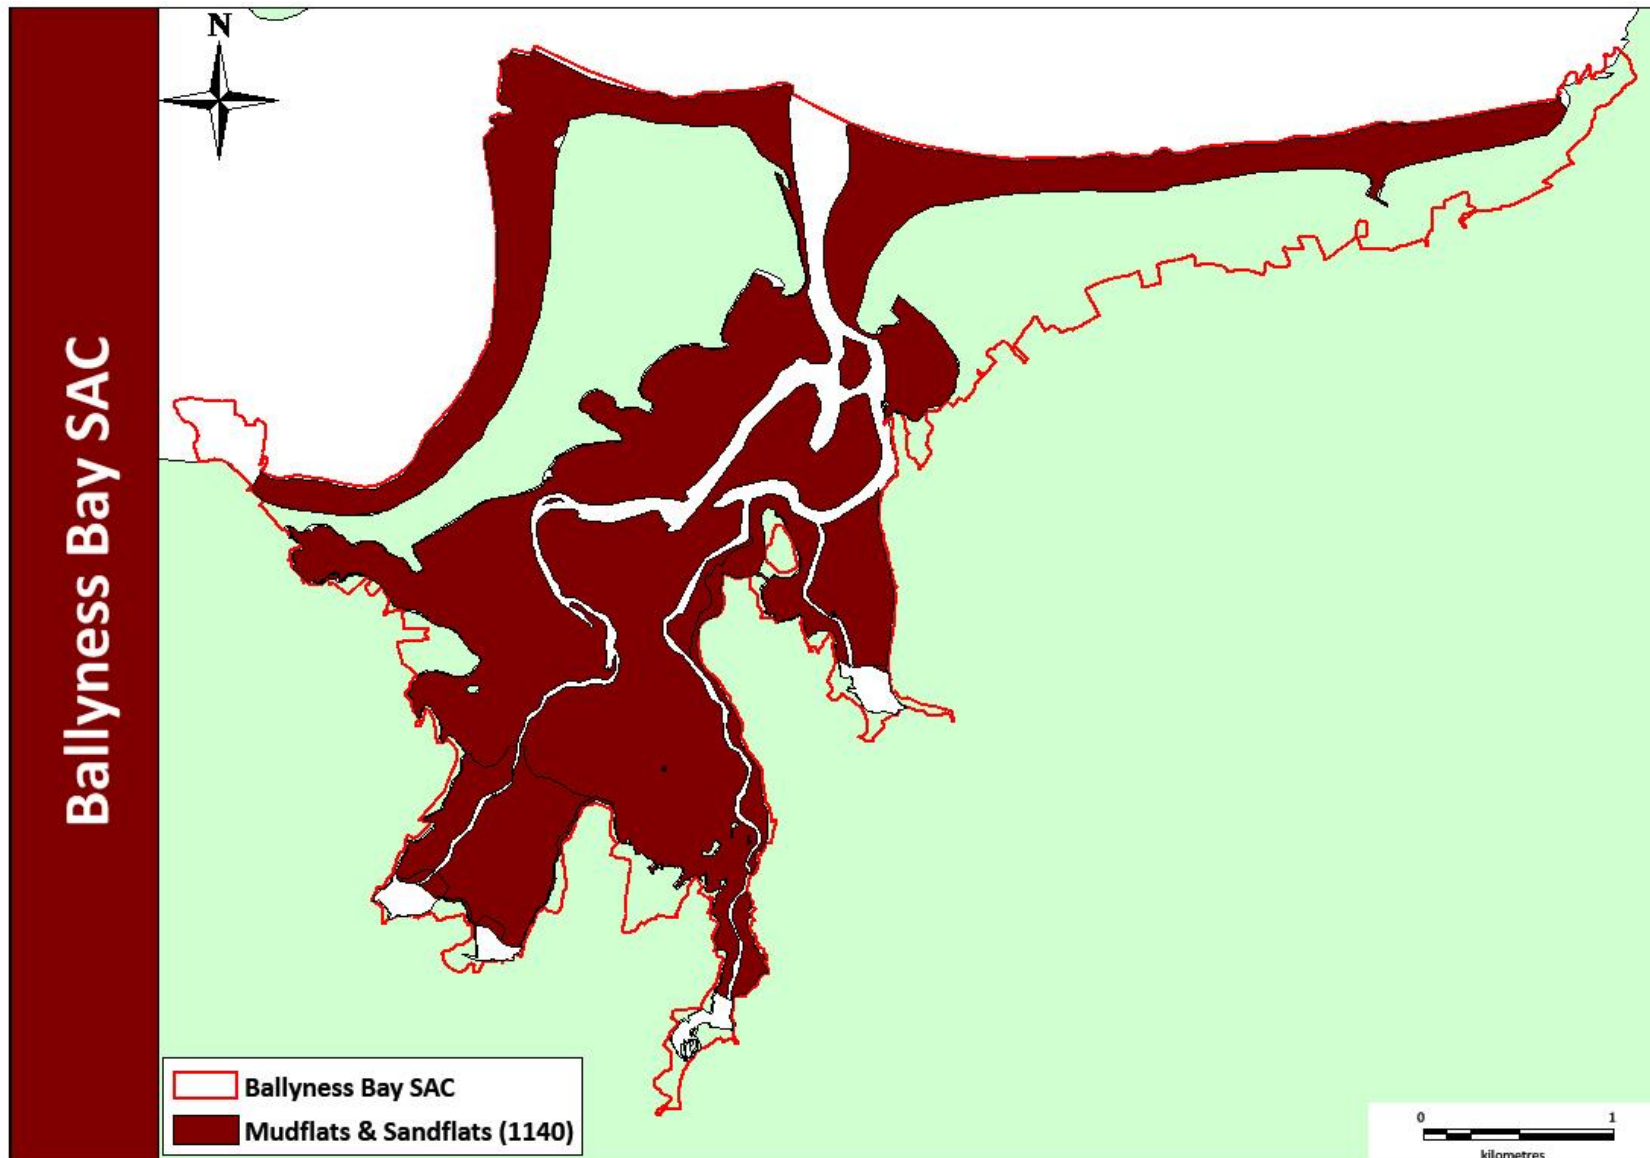 Ballyness Bay SAC
N
Ballyness Bay SAC
Mudflats & Sandflats (1140)
0 1
kilometres